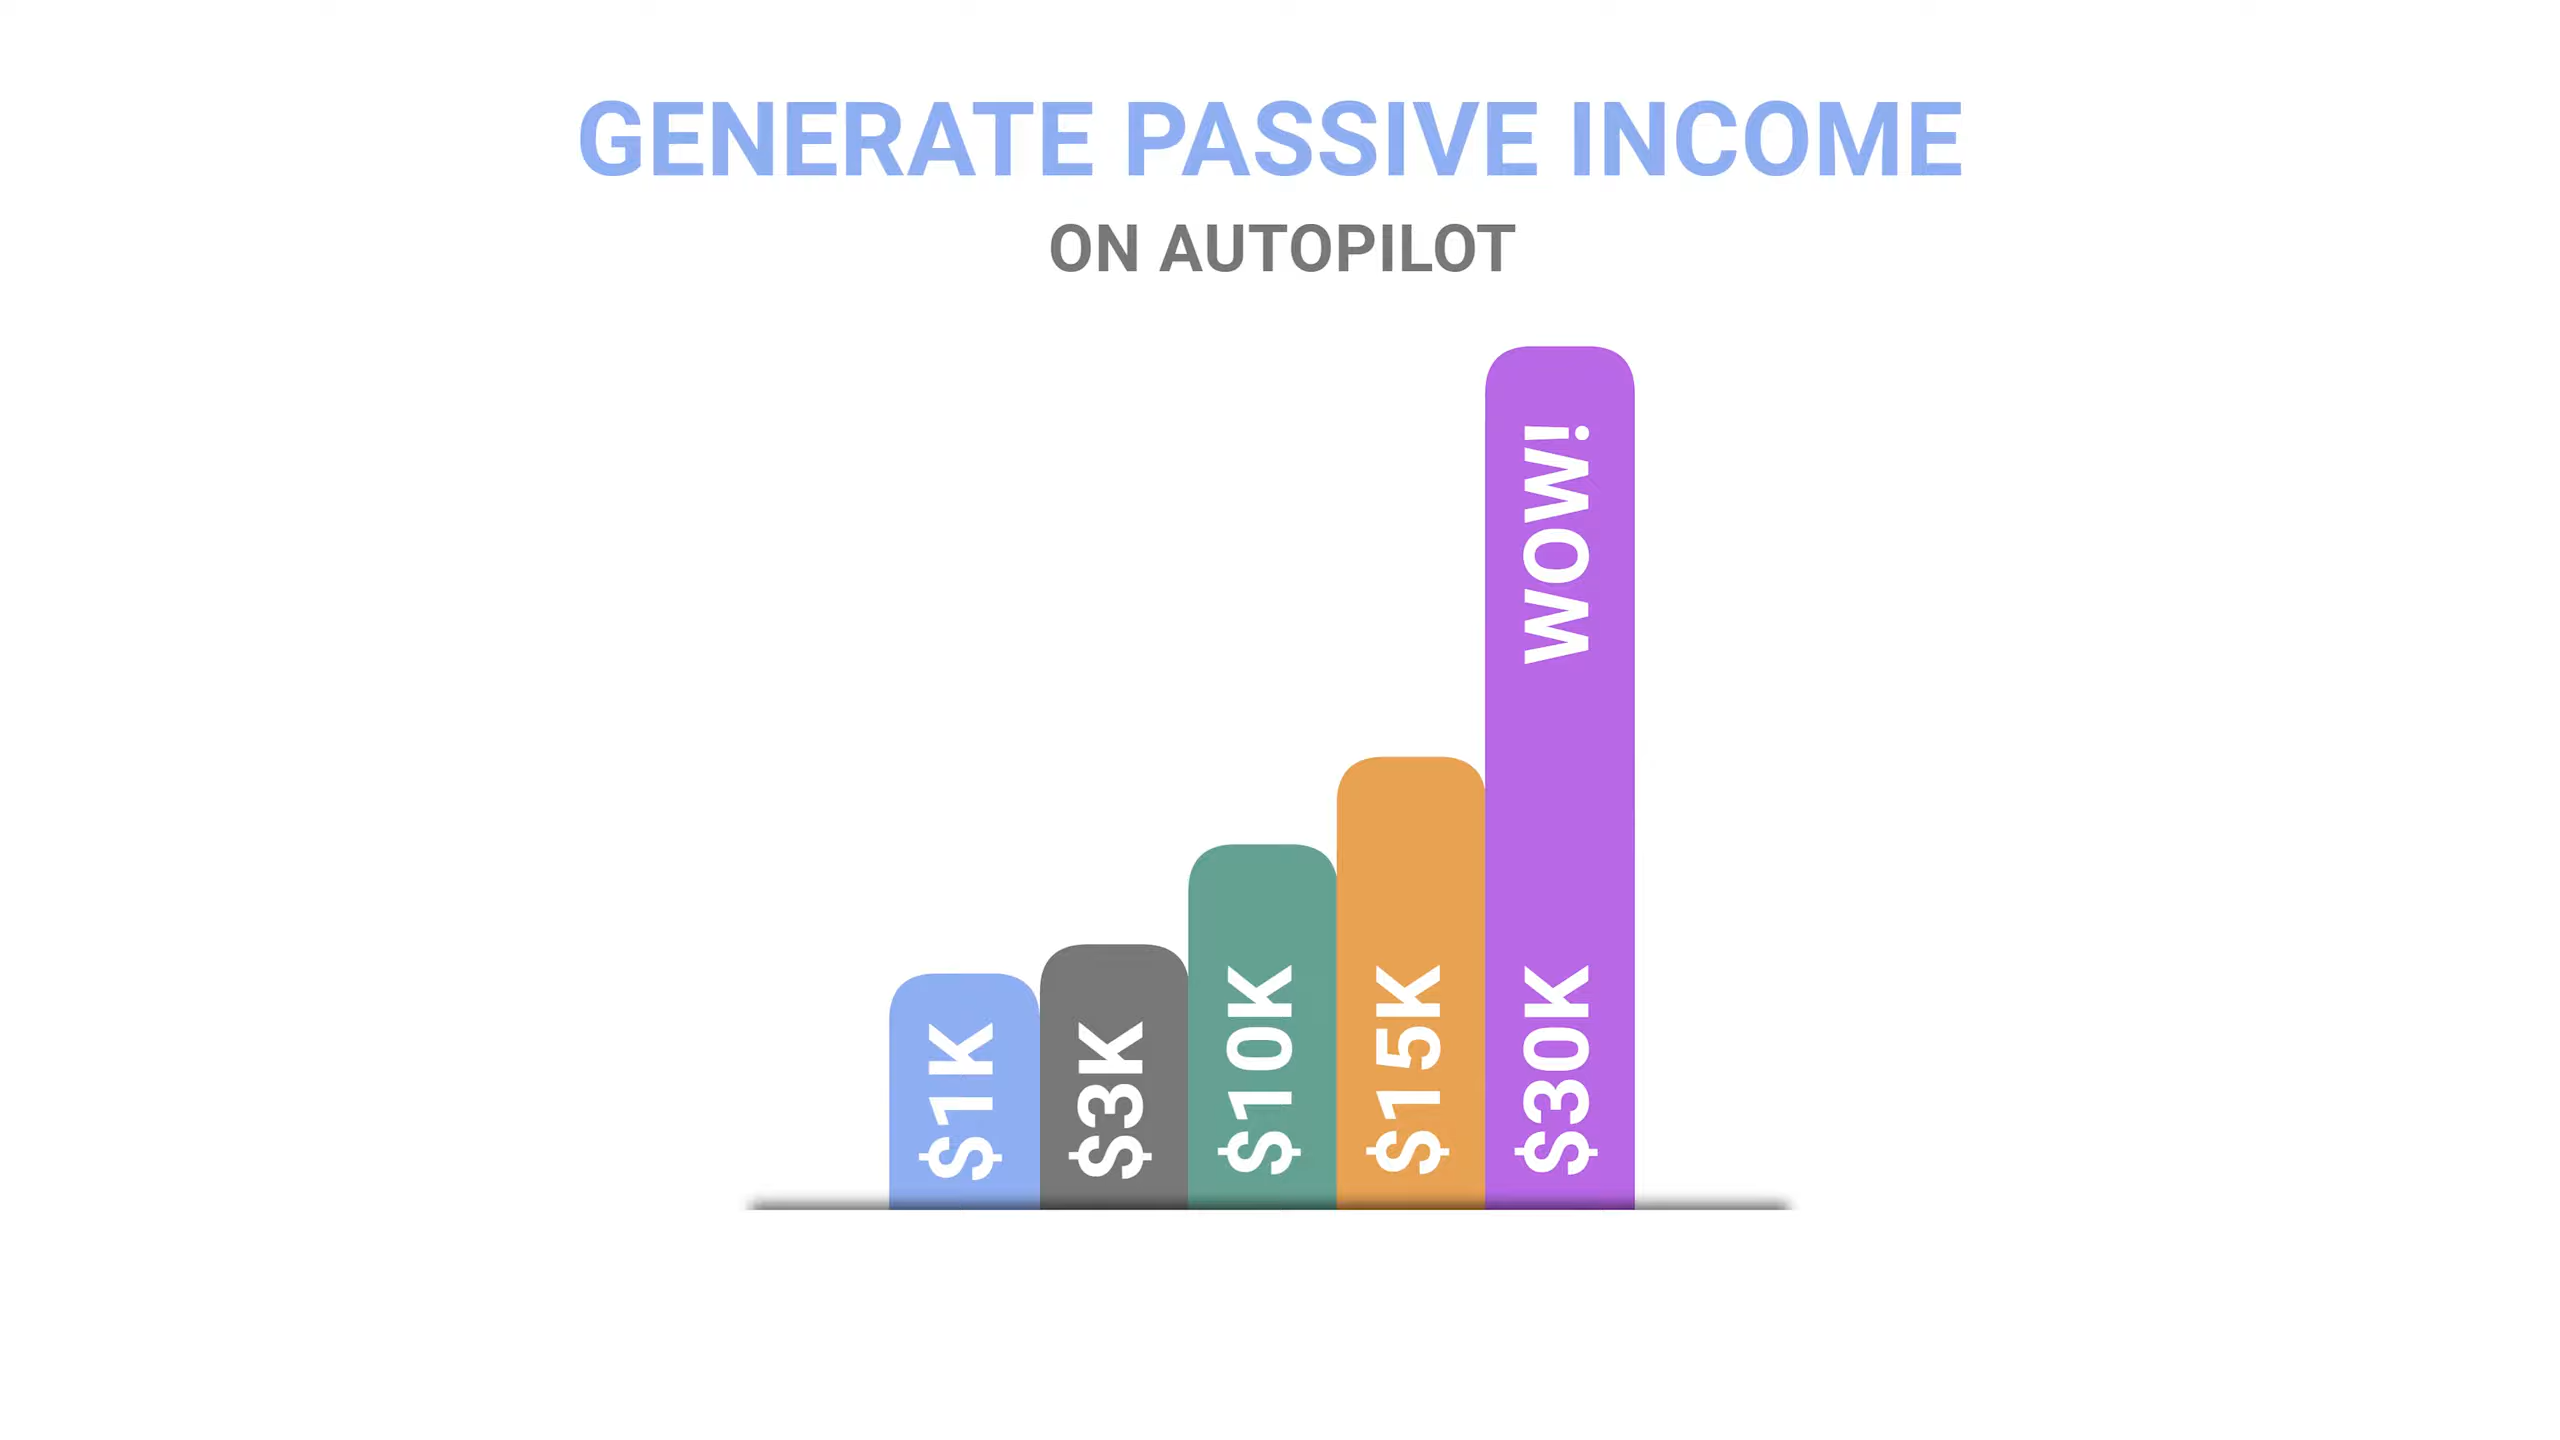 GENERATE PASSIVE INCOME
ON AUTOPILOT
$1K
$3K
$10K
$15K
$30K
WOW!